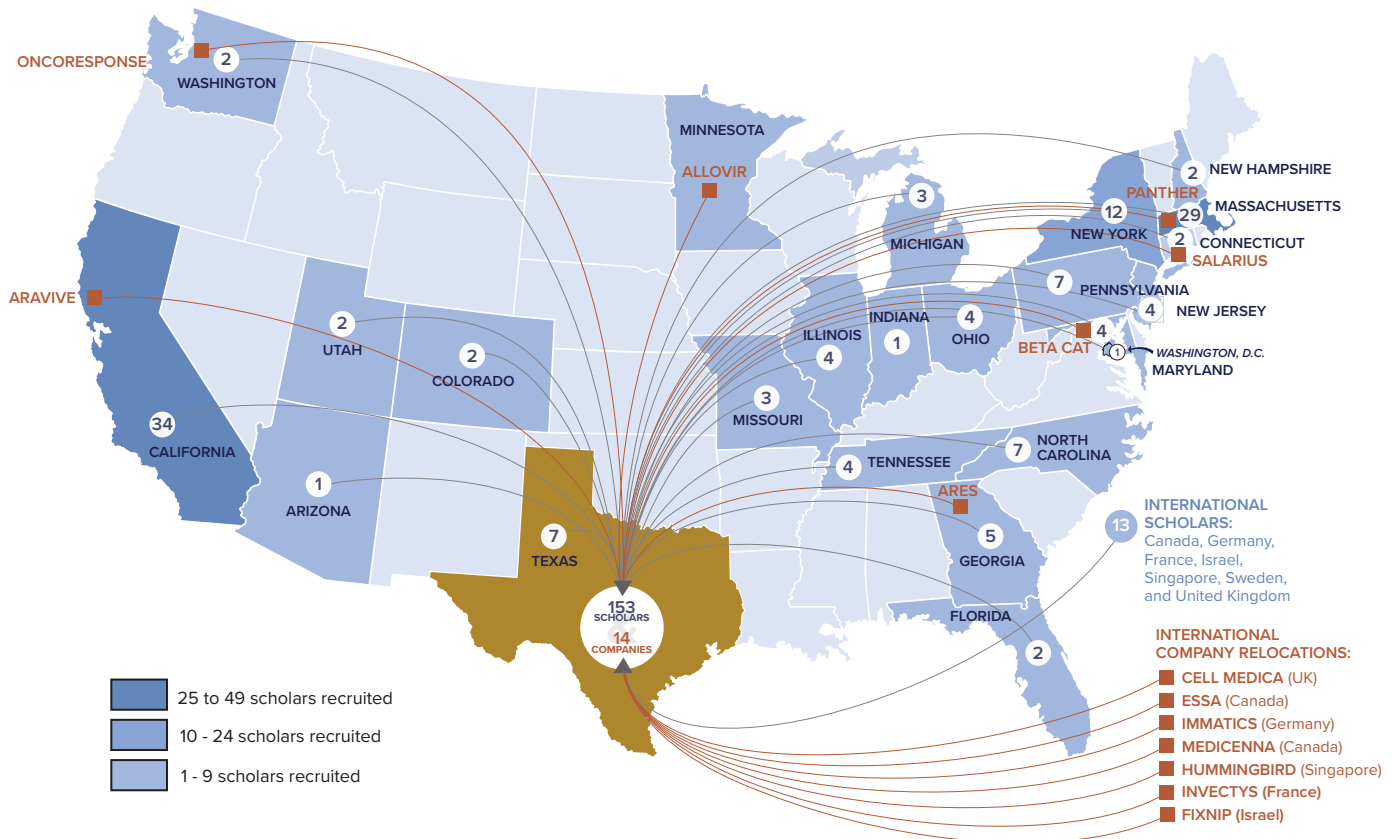 ONCORESPONSE
2
WASHINGTON
MINNESOTA
ALLOVIR
3
MICHIGAN
2
NEW HAMPSHIRE
PANTHER
12
NEW YORK
29
MASSACHUSETTS
2
CONNECTICUT
SALARIUS
ARAVIVE
2
UTAH
2
COLORADO
7
PENNSYLVANIA
4
NEW JERSEY
INDIANA
1
ILLINOIS
4
4
OHIO
BETA CAT
4
1
WASHINGTON, D.C.
MARYLAND
3
MISSOURI
34
CALIFORNIA
1
ARIZONA
4
TENNESSEE
7
NORTH
CAROLINA
ARES
5
GEORGIA
7
TEXAS
FLORIDA
2
153
SCHOLARS
&
14
COMPANIES
13
INTERNATIONAL
SCHOLARS:
Canada, Germany,
France, Israel,
Singapore, Sweden,
and United Kingdom
INTERNATIONAL
COMPANY RELOCATIONS:
CELL MEDICA (UK)
ESSA (Canada)
IMMATICS (Germany)
MEDICENNA (Canada)
HUMMINGBIRD (Singapore)
INVECTYS (France)
FIXNIP (Israel)
25 to 49 scholars recruited
10 - 24 scholars recruited
1 - 9 scholars recruited